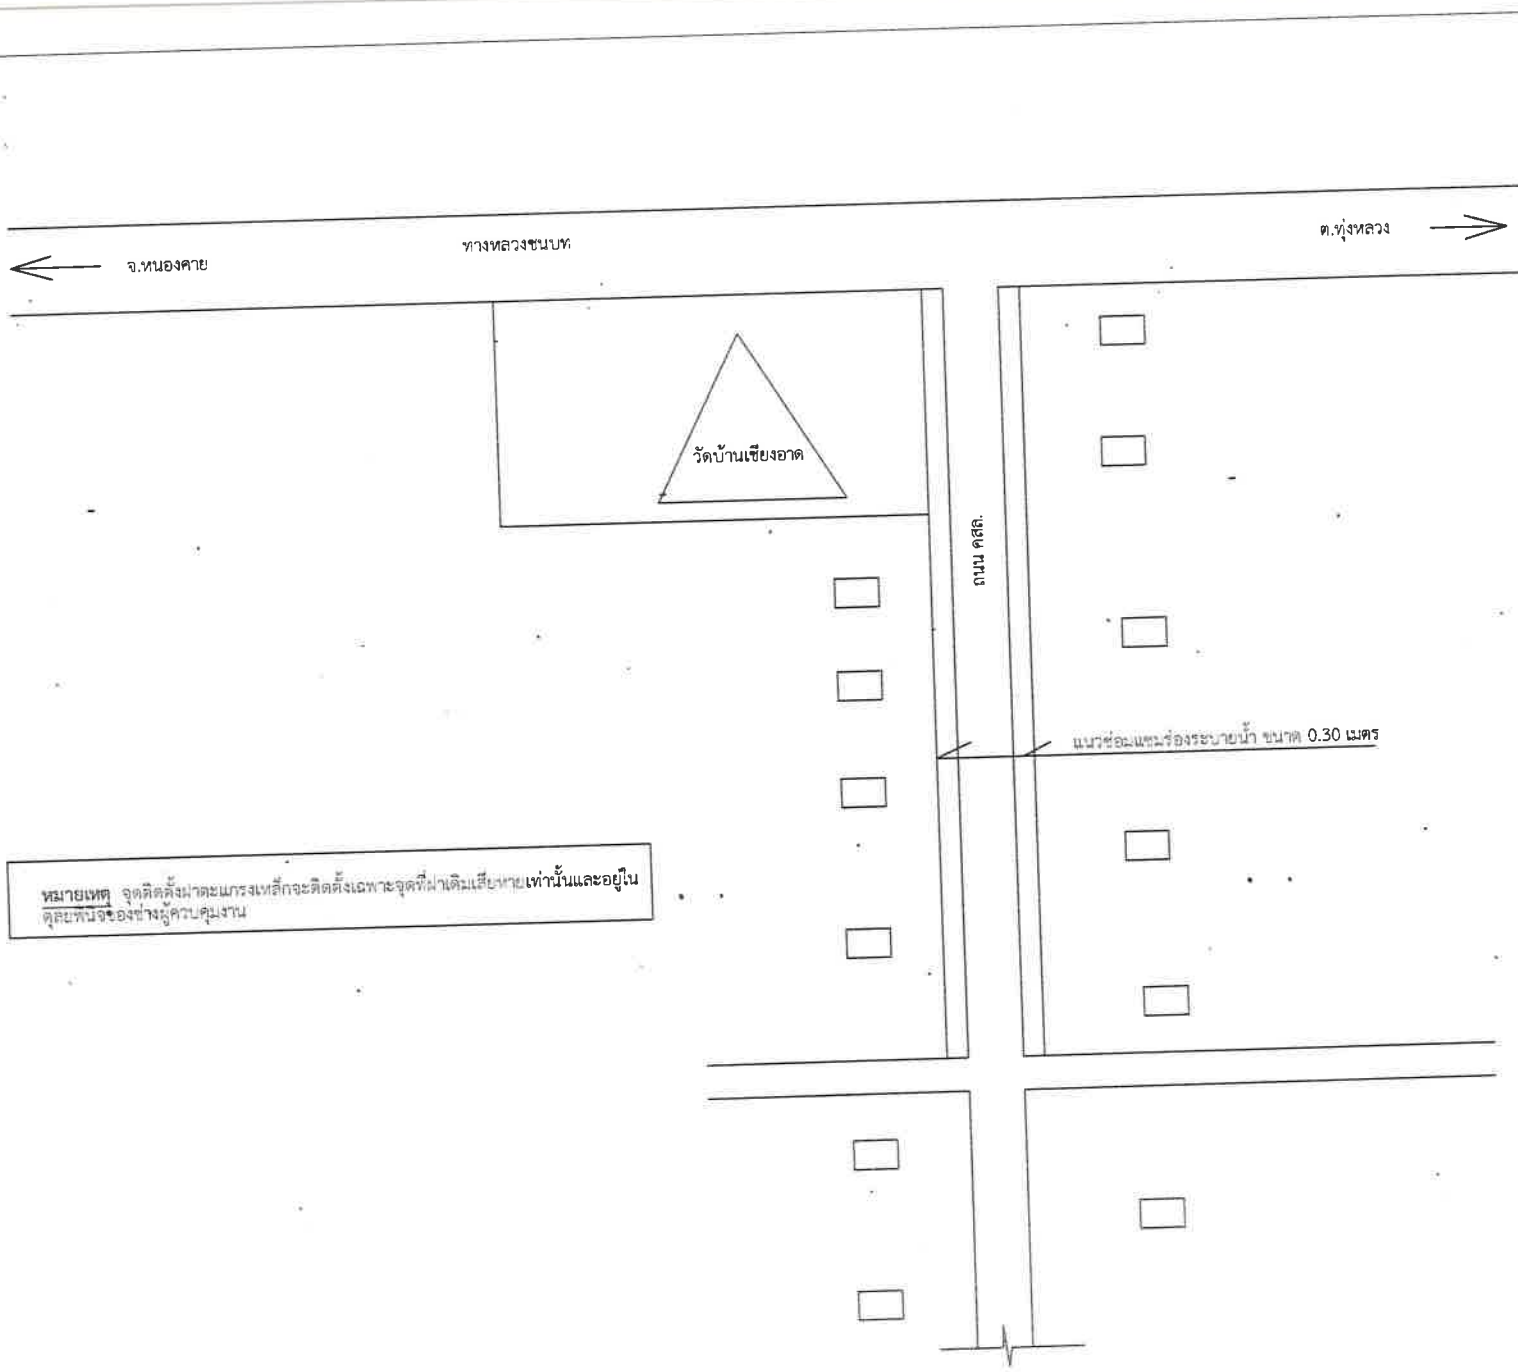 ทางหลวงชนบท
ต.ทุ่งหลวง
จ.หนองคาย
วัดบ้านเชียงอาด
ถนน คสล.
แนวซ่อมแซมร่องระบายน้ำ ขนาด 0.30 เมตร
หมายเหตุ จุดติดตั้งฝาตะแกรงเหล็กจะติดตั้งเฉพาะจุดที่ฝาเดิมเสียหายเท่านั้นและอยู่ใน
ดุลยพินิจของช่างผู้ควบคุมงาน